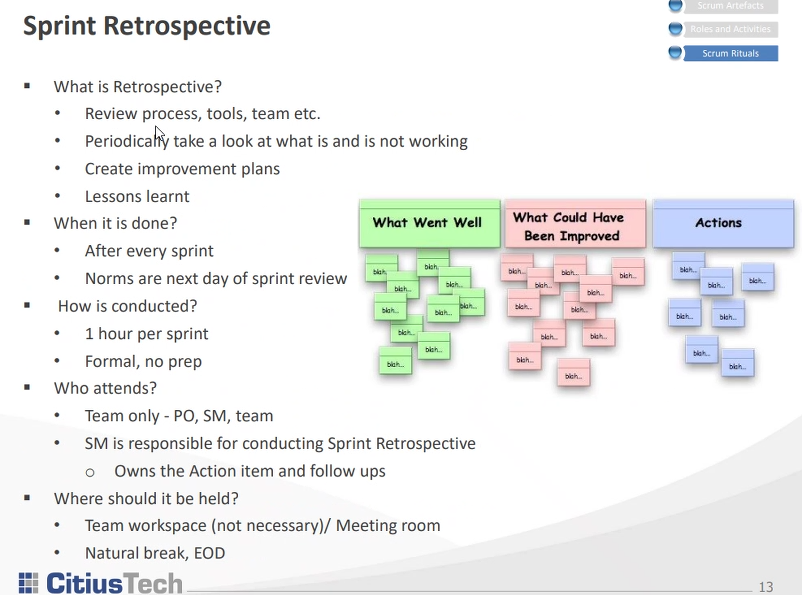 Sprint Retrospective
Scrum Artefacts
Roles and Activities
Scrum Rituals
▪ What is Retrospective?
• Review process, tools, team etc.
• Periodically take a look at what is and is not working
• Create improvement plans
• Lessons learnt
▪ When it is done?
• After every sprint
• Norms are next day of sprint review
▪ How is conducted?
• 1 hour per sprint
• Formal, no prep
▪ Who attends?
• Team only - PO, SM, team
• SM is responsible for conducting Sprint Retrospective
o Owns the Action item and follow ups
▪ Where should it be held?
• Team workspace (not necessary)/ Meeting room
• Natural break, EOD
What Went Well
blah...
blah...
blah...
blah...
blah...
blah...
blah...
blah...
blah...
blah...
What Could Have
Been Improved
blah...
blah...
blah...
blah...
blah...
blah...
blah...
blah...
blah...
blah...
blah...
Actions
blah...
blah...
blah...
blah...
blah...
blah...
blah...
CitiusTech
13